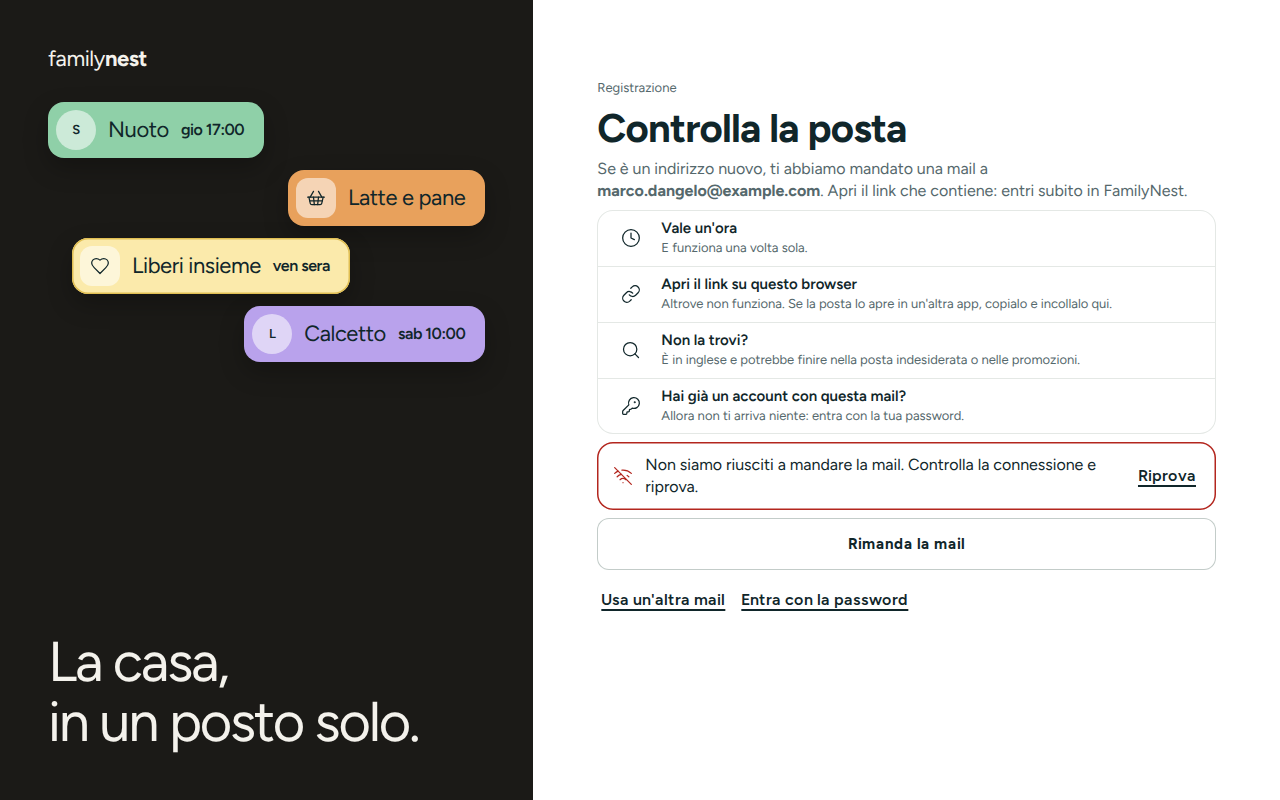 familynest
S Nuoto gio 17:00
Latte e pane
Liberi insieme ven sera
L Calcetto sab 10:00
La casa,
in un posto solo.
Registrazione
Controlla la posta
Se è un indirizzo nuovo, ti abbiamo mandato una mail a
marco.dangelo@example.com. Apri il link che contiene: entri subito in FamilyNest.
Vale un'ora
E funziona una volta sola.
Apri il link su questo browser
Altrove non funziona. Se la posta lo apre in un'altra app, copialo e incollalo qui.
Non la trovi?
È in inglese e potrebbe finire nella posta indesiderata o nelle promozioni.
Hai già un account con questa mail?
Allora non ti arriva niente: entra con la tua password.
Non siamo riusciti a mandare la mail. Controlla la connessione e
riprova.
Riprova
Rimanda la mail
Usa un'altra mail Entra con la password